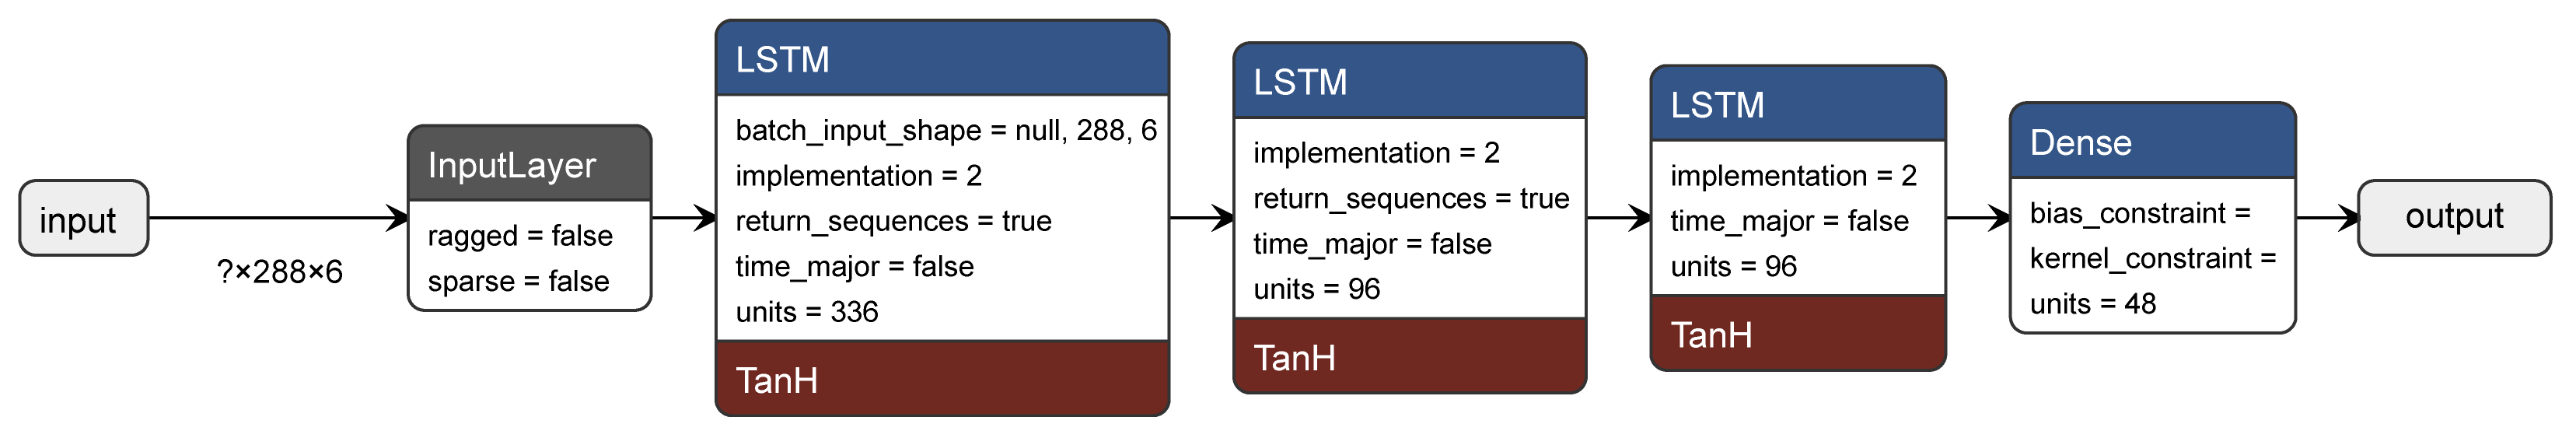 input
?×288×6
InputLayer
ragged = false
sparse = false
LSTM
batch_input_shape = null, 288, 6
implementation = 2
return_sequences = true
time_major = false
units = 336
TanH
LSTM
implementation = 2
return_sequences = true
time_major = false
units = 96
TanH
LSTM
implementation = 2
time_major = false
units = 96
TanH
Dense
bias_constraint =
kernel_constraint =
units = 48
output